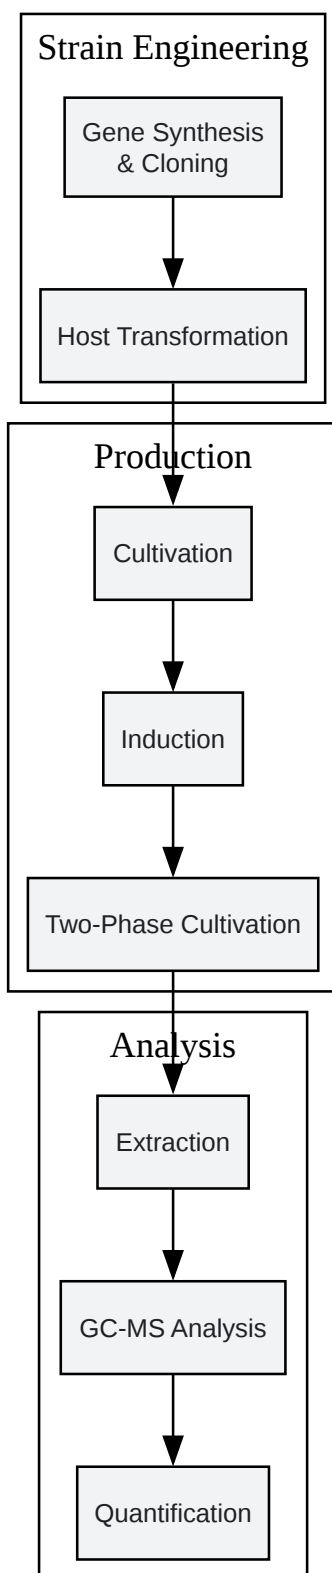 Strain Engineering
Gene Synthesis
& Cloning
Host Transformation
Production
Cultivation
Induction
Two-Phase Cultivation
Analysis
Extraction
GC-MS Analysis
Quantification